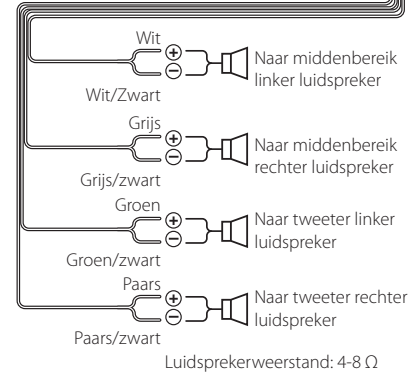 Wit
⊕
⊖
Wit/Zwart
Naar middenbereik
linker luidspreker
Grijs
⊕
⊖
Grijs/zwart
Naar middenbereik
rechter luidspreker
Groen
⊕
⊖
Groen/zwart
Naar tweeter linker
luidspreker
Paars
⊕
⊖
Paars/zwart
Naar tweeter rechter
luidspreker
Luidsprekerweerstand: 4-8 Ω